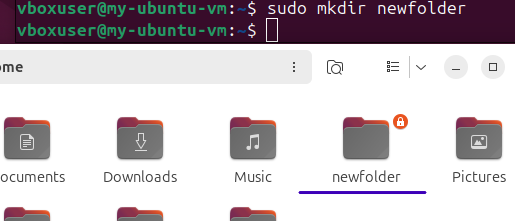 vboxuser@my-ubuntu-vm:~$ sudo mkdir newfolder
vboxuser@my-ubuntu-vm:~$
ome
ocuments Downloads Music newfolder Pictures